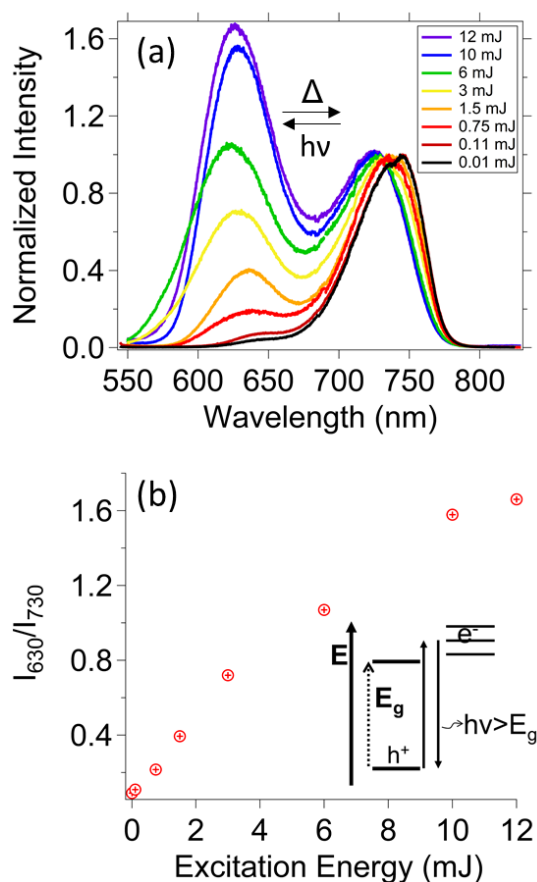 (a)
Normalized Intensity
1.6
1.2
0.8
0.4
0.0
Δ
hν
12 mJ
10 mJ
6 mJ
3 mJ
1.5 mJ
0.75 mJ
0.11 mJ
0.01 mJ
550 600 650 700 750 800
Wavelength (nm)
(b)
I630/I730
1.6
1.2
0.8
0.4
E
Eg
h+
e-
hν>Eg
0 2 4 6 8 10 12
Excitation Energy (mJ)